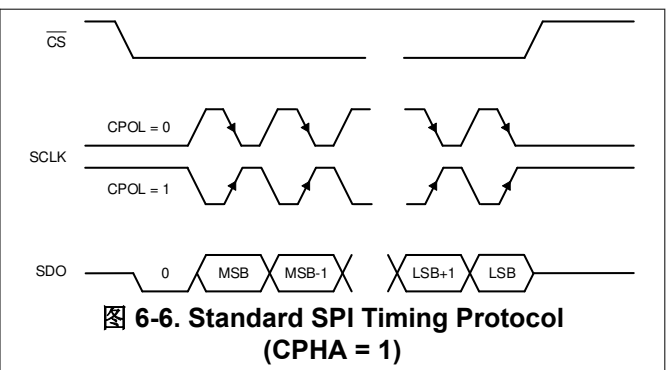 CS
CPOL = 0
SCLK
CPOL = 1
SDO 0 MSB MSB-1 LSB+1 LSB
图 6-6. Standard SPI Timing Protocol
(CPHA = 1)